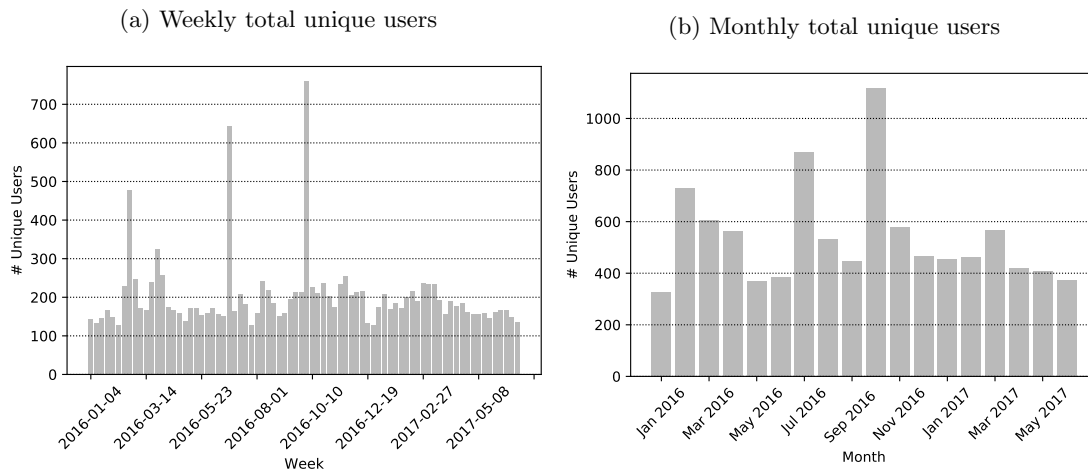 (a) Weekly total unique users
# Unique Users
700
600
500
400
300
200
100
0
2016-01-04
2016-03-14
2016-05-23
2016-08-01
2016-10-10
2016-12-19
2017-02-27
2017-05-08
Week
(b) Monthly total unique users
# Unique Users
1000
800
600
400
200
0
Jan 2016
Mar 2016
May 2016
Jul 2016
Sep 2016
Nov 2016
Jan 2017
Mar 2017
May 2017
Month